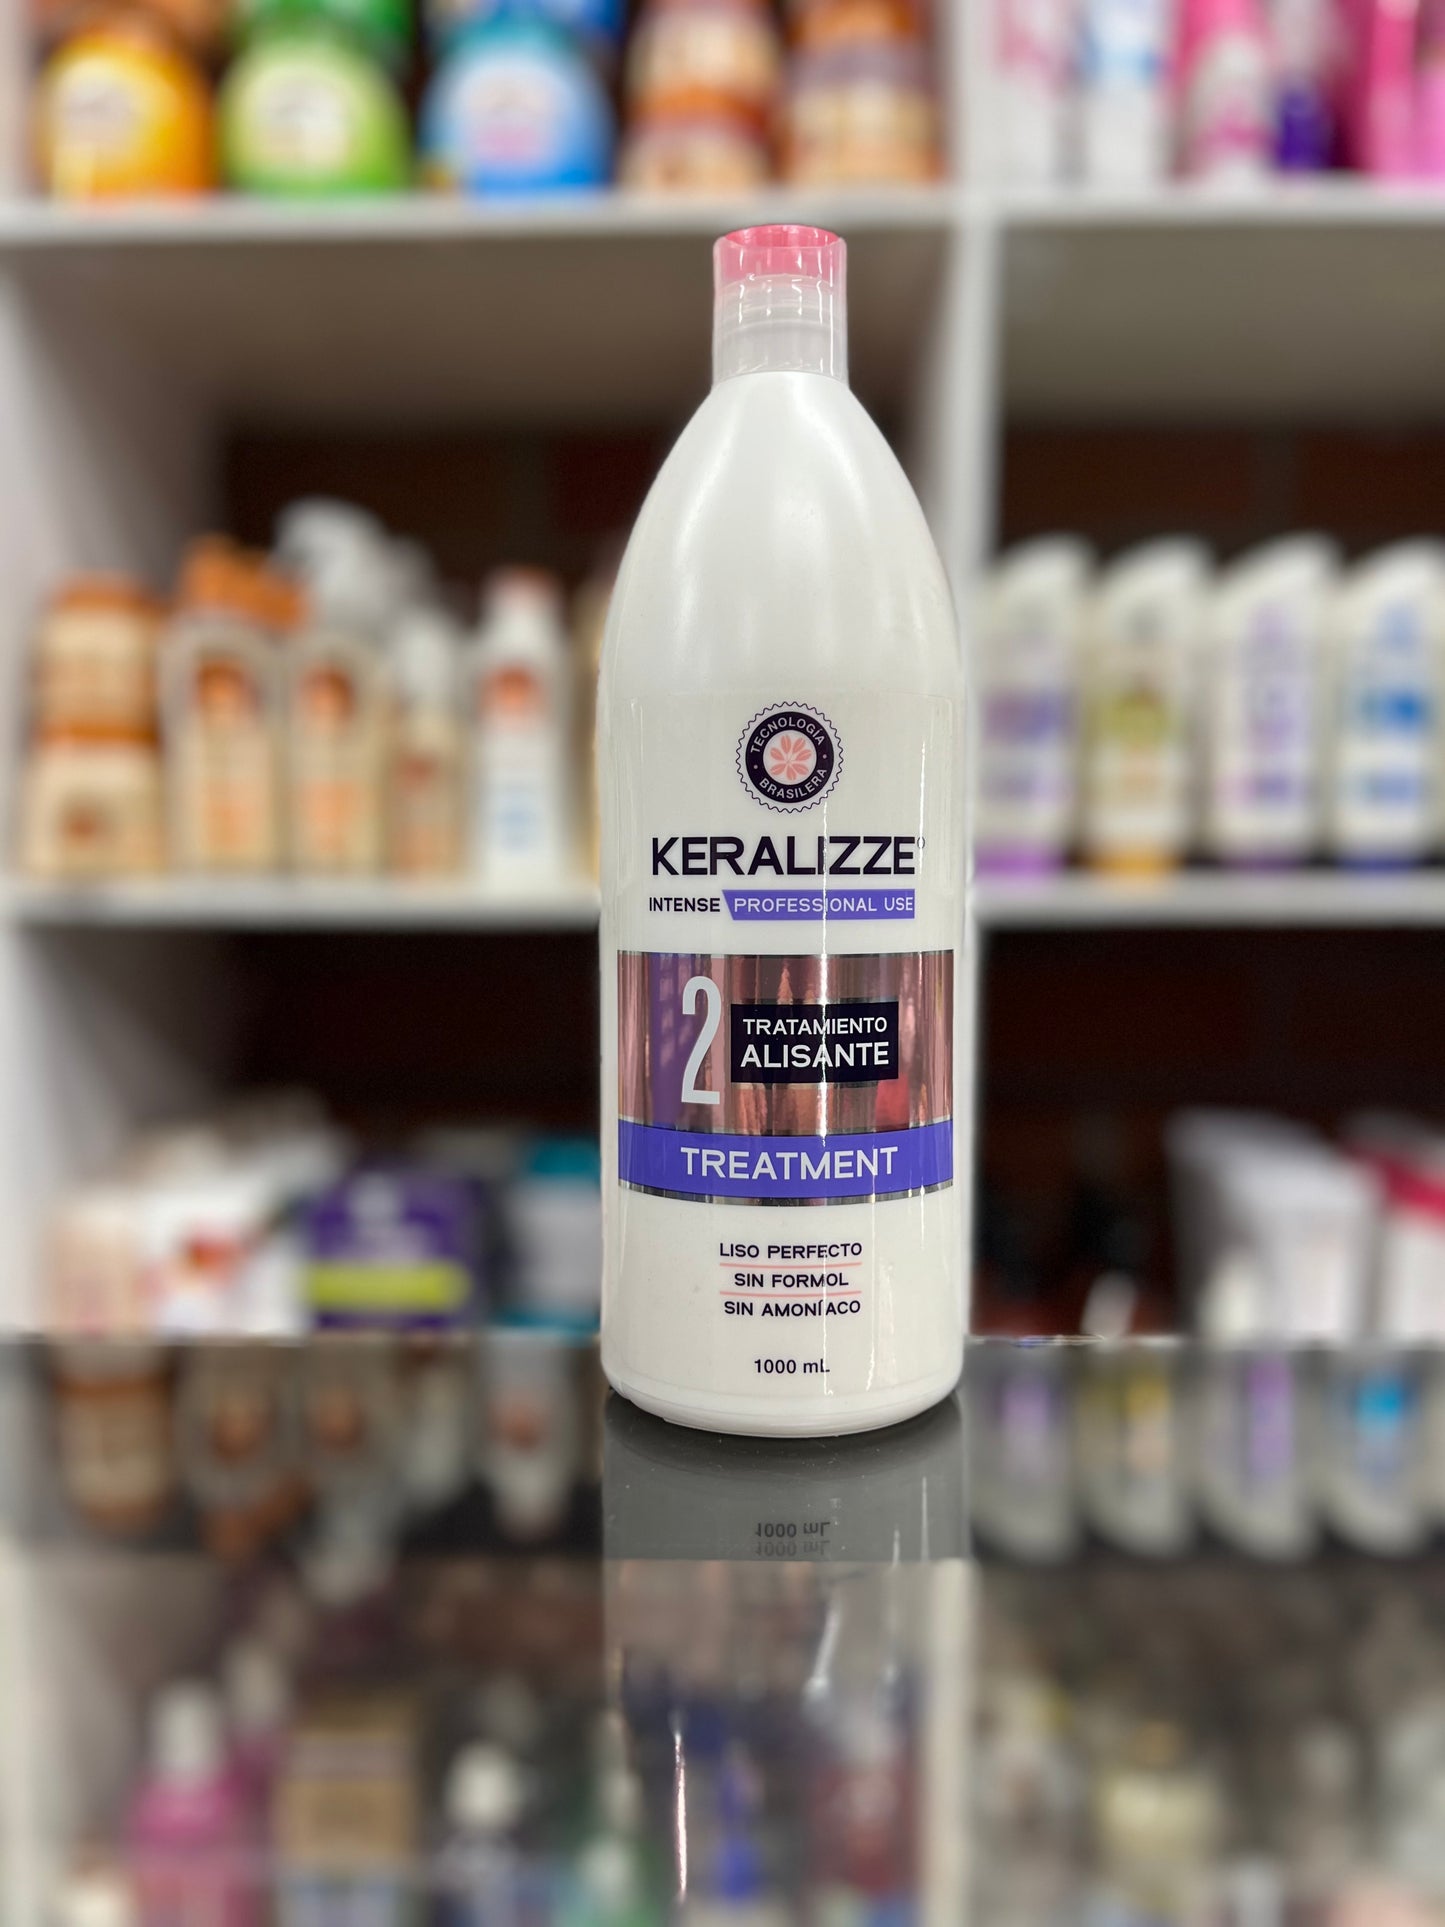 TECNOLOGÍA
BRASILERA
KERALIZZE
INTENSE PROFESSIONAL USE
2
TRATAMIENTO
ALISANTE
TREATMENT
LISO PERFECTO
SIN FORMOL
SIN AMONÍACO
1000 mL